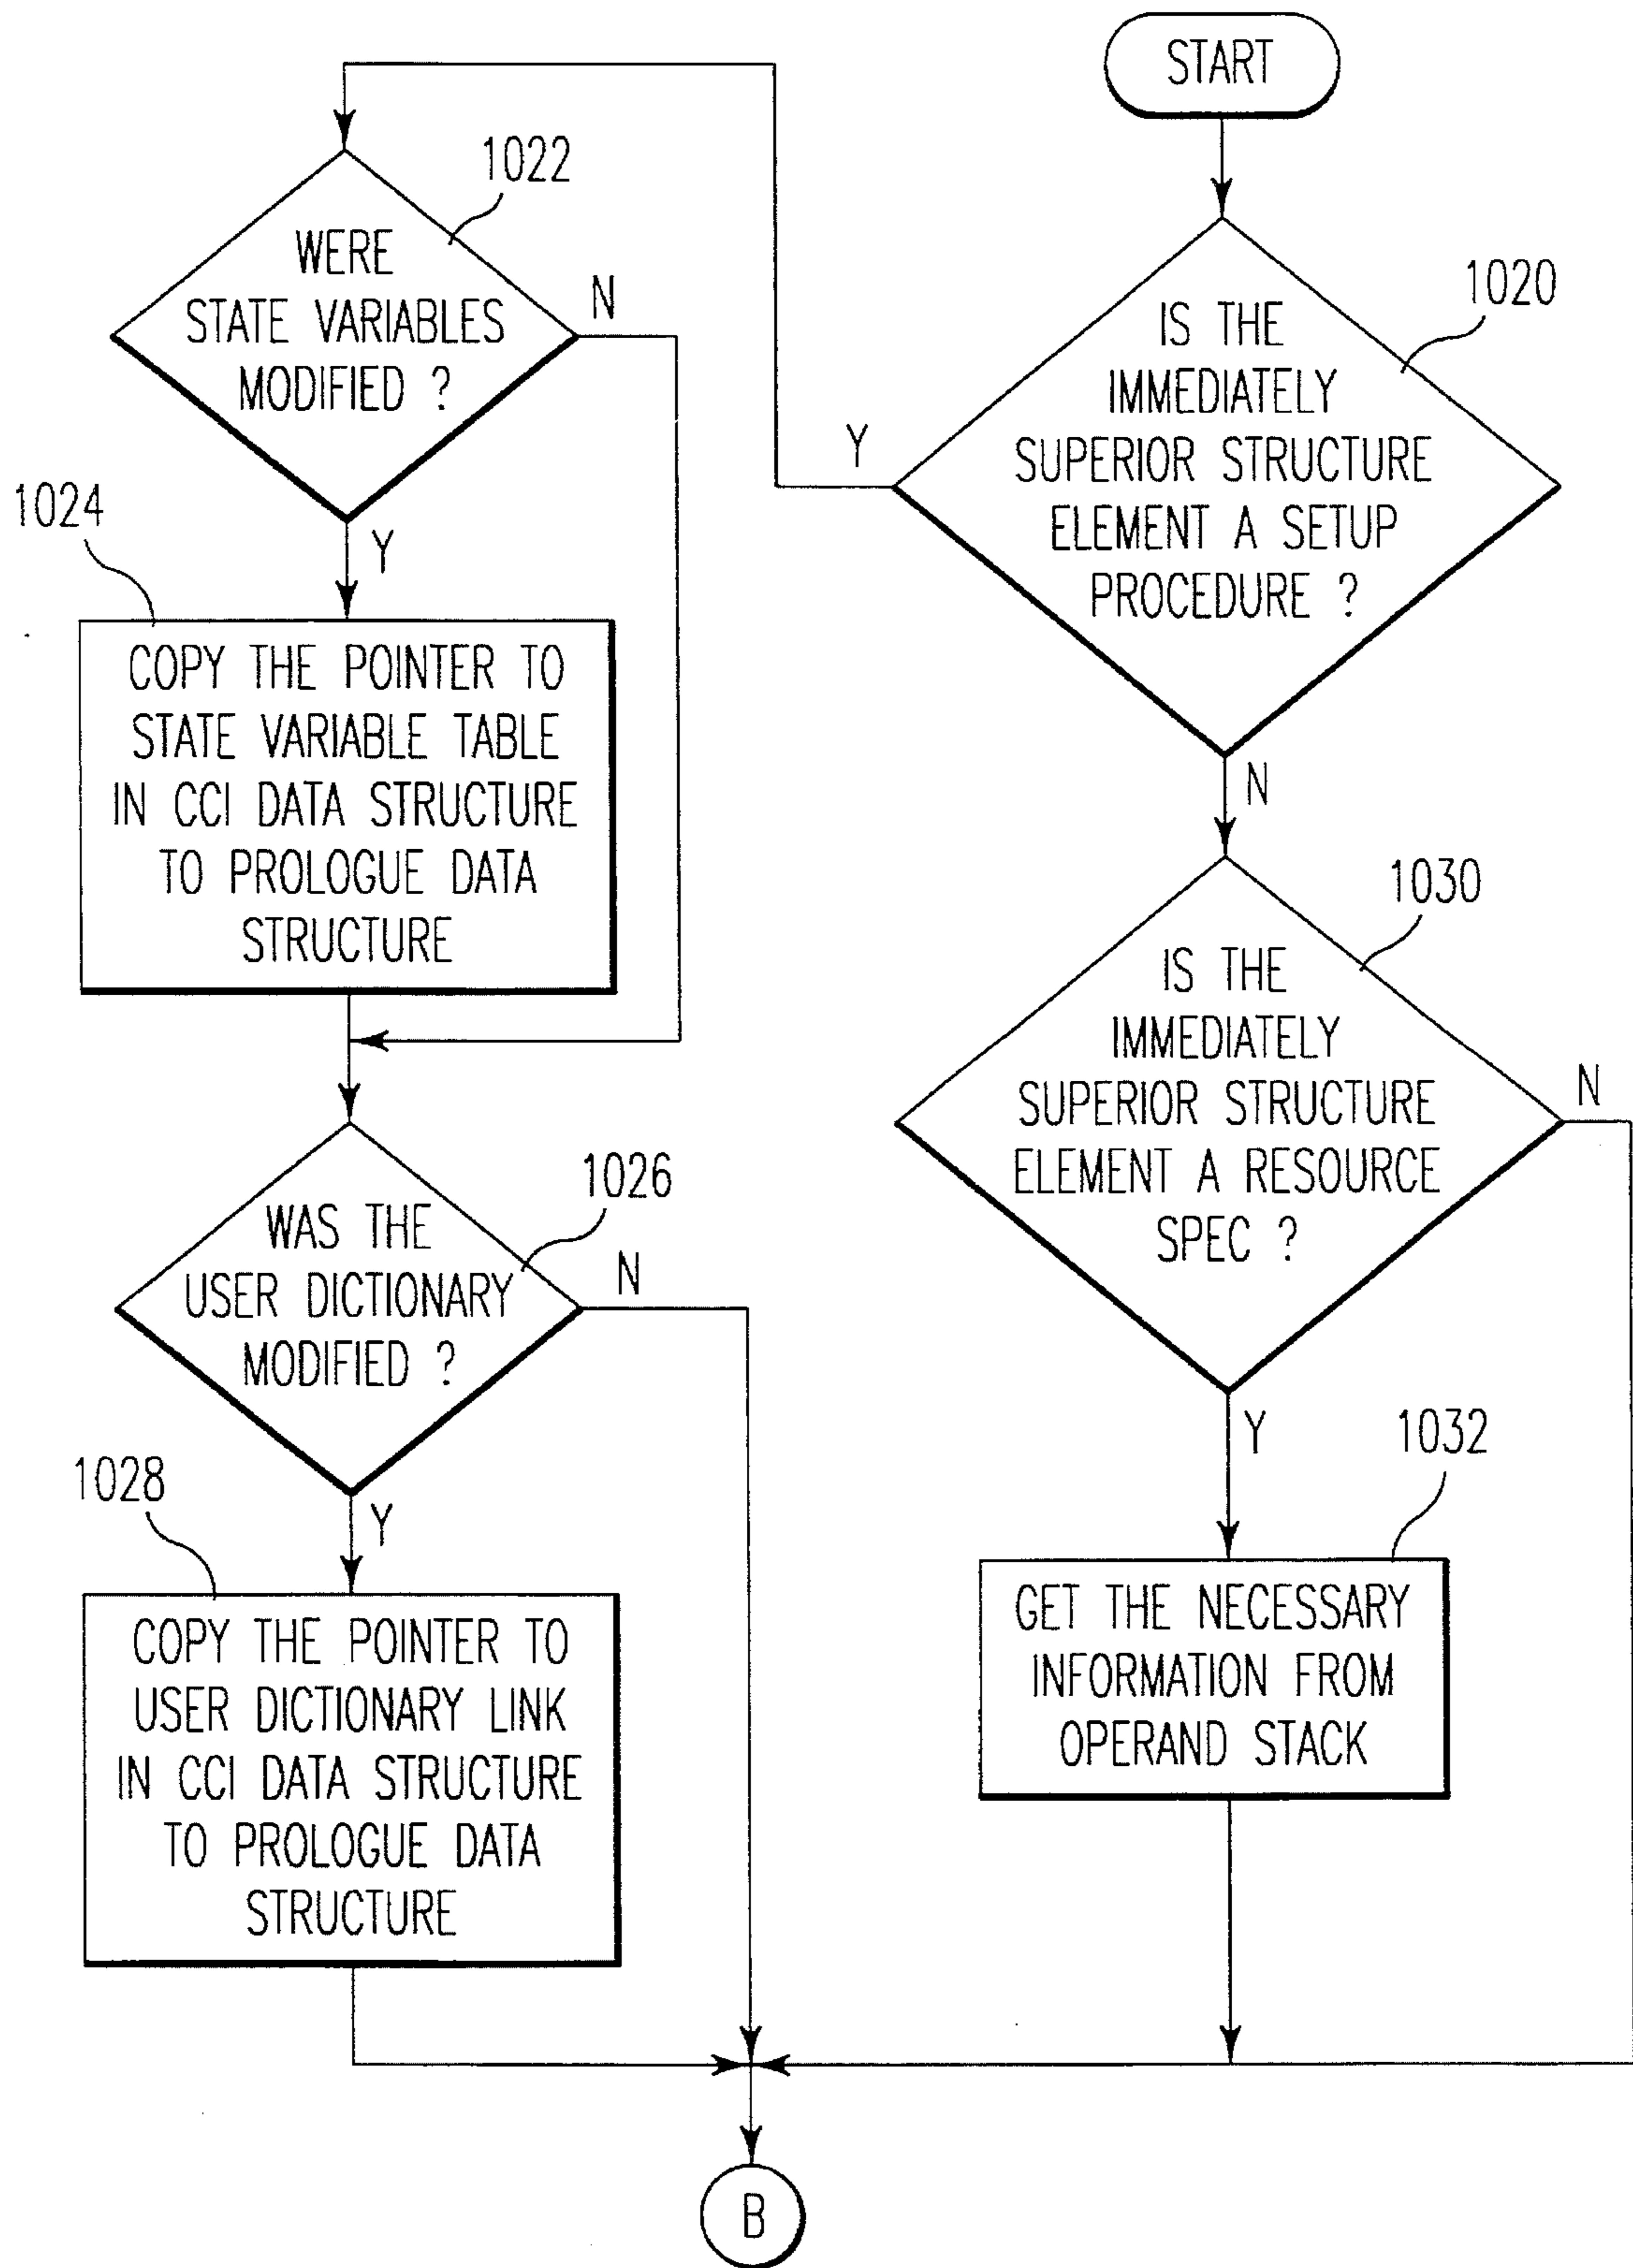 START
1020
IS THE
IMMEDIATELY
SUPERIOR STRUCTURE
ELEMENT A SETUP
PROCEDURE ?
Y
N
1022
WERE
STATE VARIABLES
MODIFIED ?
N
Y
1024
COPY THE POINTER TO
STATE VARIABLE TABLE
IN CCI DATA STRUCTURE
TO PROLOGUE DATA
STRUCTURE
1026
WAS THE
USER DICTIONARY
MODIFIED ?
N
Y
1028
COPY THE POINTER TO
USER DICTIONARY LINK
IN CCI DATA STRUCTURE
TO PROLOGUE DATA
STRUCTURE
1030
IS THE
IMMEDIATELY
SUPERIOR STRUCTURE
ELEMENT A RESOURCE
SPEC ?
N
Y
1032
GET THE NECESSARY
INFORMATION FROM
OPERAND STACK
B